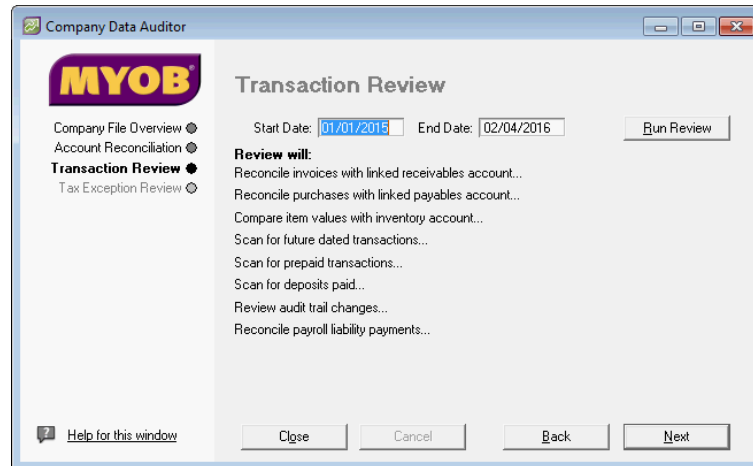 Company Data Auditor
MYOB
Company File Overview
Account Reconciliation
Transaction Review
Tax Exception Review
Transaction Review
Start Date: 01/01/2015 End Date: 02/04/2016 Run Review
Review will:
Reconcile invoices with linked receivables account...
Reconcile purchases with linked payables account...
Compare item values with inventory account...
Scan for future dated transactions...
Scan for prepaid transactions...
Scan for deposits paid...
Review audit trail changes...
Reconcile payroll liability payments...
Help for this window Close Cancel Back Next